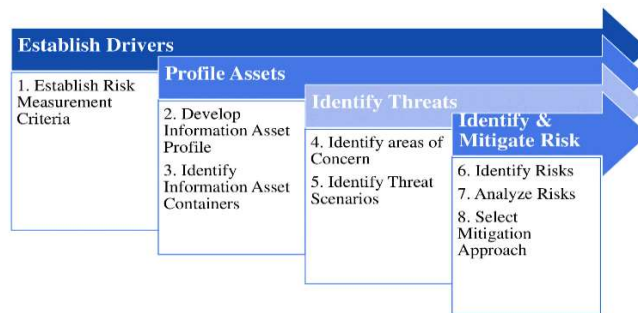 Establish Drivers
1. Establish Risk
Measurement
Criteria
Profile Assets
2. Develop
Information Asset
Profile
3. Identify
Information Asset
Containers
Identify Threats
4. Identify areas of
Concern
5. Identify Threat
Scenarios
Identify &
Mitigate Risk
6. Identify Risks
7. Analyze Risks
8. Select
Mitigation
Approach